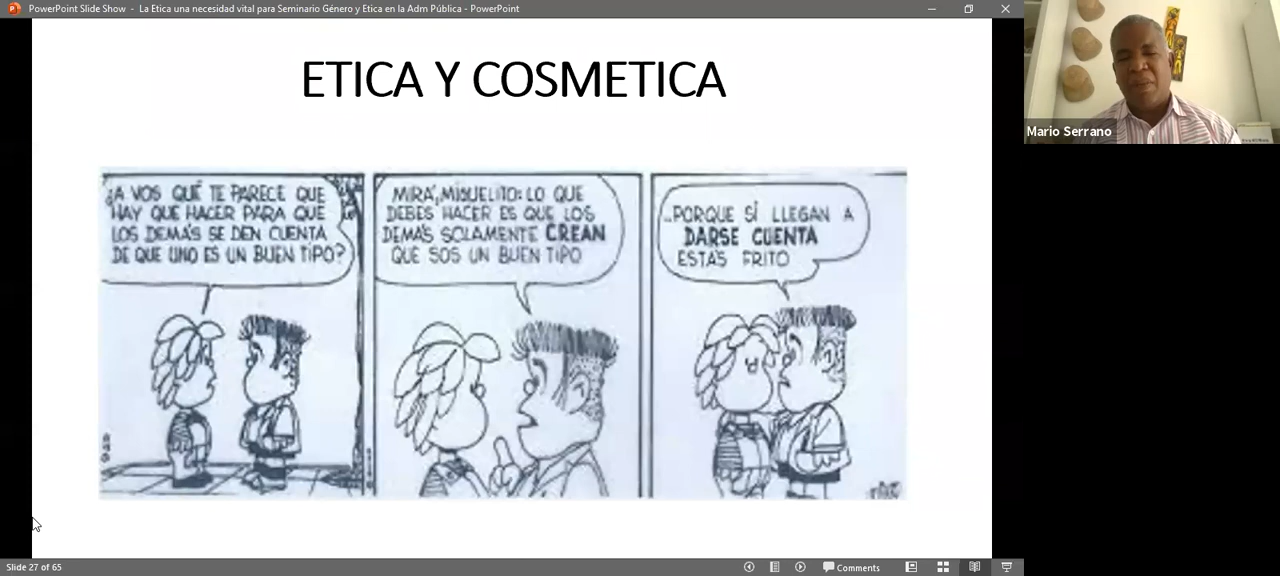 PowerPoint Slide Show - La Etica una necesidad vital para Seminario Género y Etica en la Adm Pública - PowerPoint
ETICA Y COSMETICA
¿A VOS QUÉ TE PARECE QUE
HAY QUE HACER PARA QUE
LOS DEMÁS SE DEN CUENTA
DE QUE UNO ES UN BUEN TIPO?
MIRÁ, MIGUELITO: LO QUE
DEBES HACER ES QUE LOS
DEMÁS SOLAMENTE CREAN
QUE SOS UN BUEN TIPO
...PORQUE SÍ LLEGAN A
DARSE CUENTA
ESTÁS FRITO
Mario Serrano
Slide 27 of 65
Comments